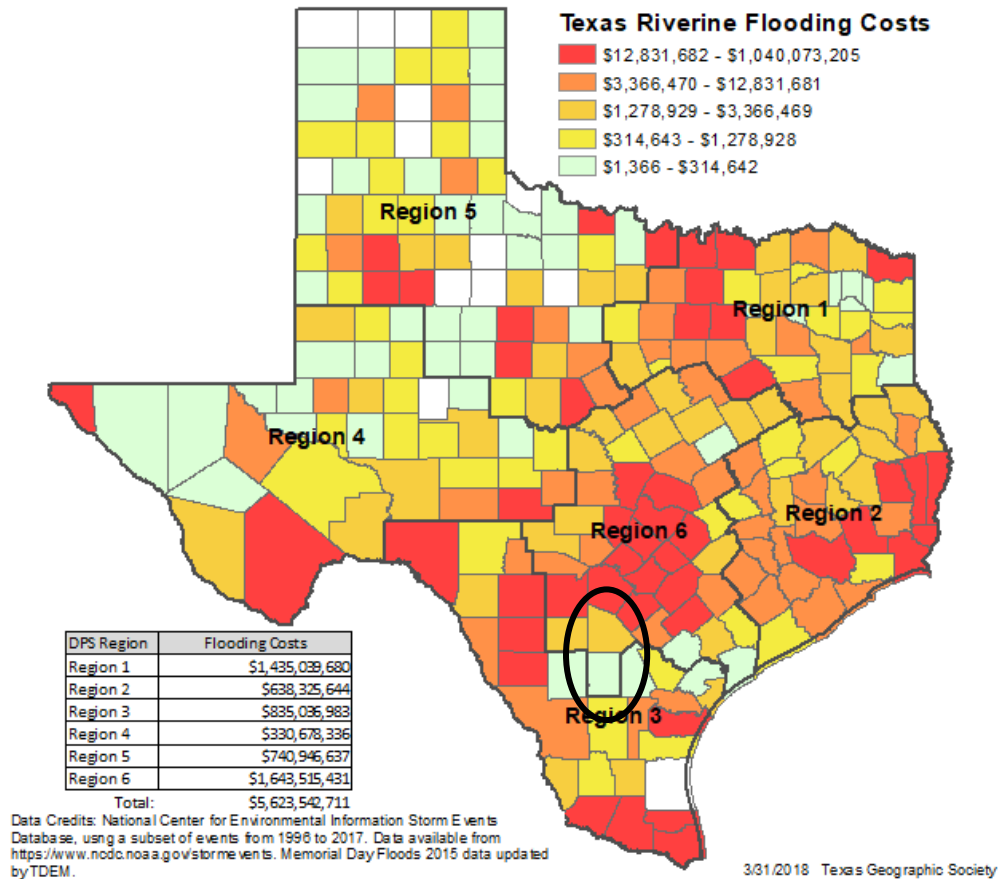 Texas Riverine Flooding Costs
$12,831,682 - $1,040,073,205
$3,366,470 - $12,831,681
$1,278,929 - $3,366,469
$314,643 - $1,278,928
$1,366 - $314,642
Region 5
Region 1
Region 4
Region 6
Region 2
Region 3
DPS Region Flooding Costs
Region 1 $1,435,039,680
Region 2 $638,325,644
Region 3 $835,036,983
Region 4 $330,678,336
Region 5 $740,946,637
Region 6 $1,643,515,431
Total: $5,623,542,711
Data Credits: National Center for Environmental Information Storm Events
Database, usng a subset of events from 1996 to 2017. Data available from
https://www.ncdc.noaa.gov/stormevents. Memorial Day Floods 2015 data updated
by TDEM.
3/31/2018 Texas Geographic Society